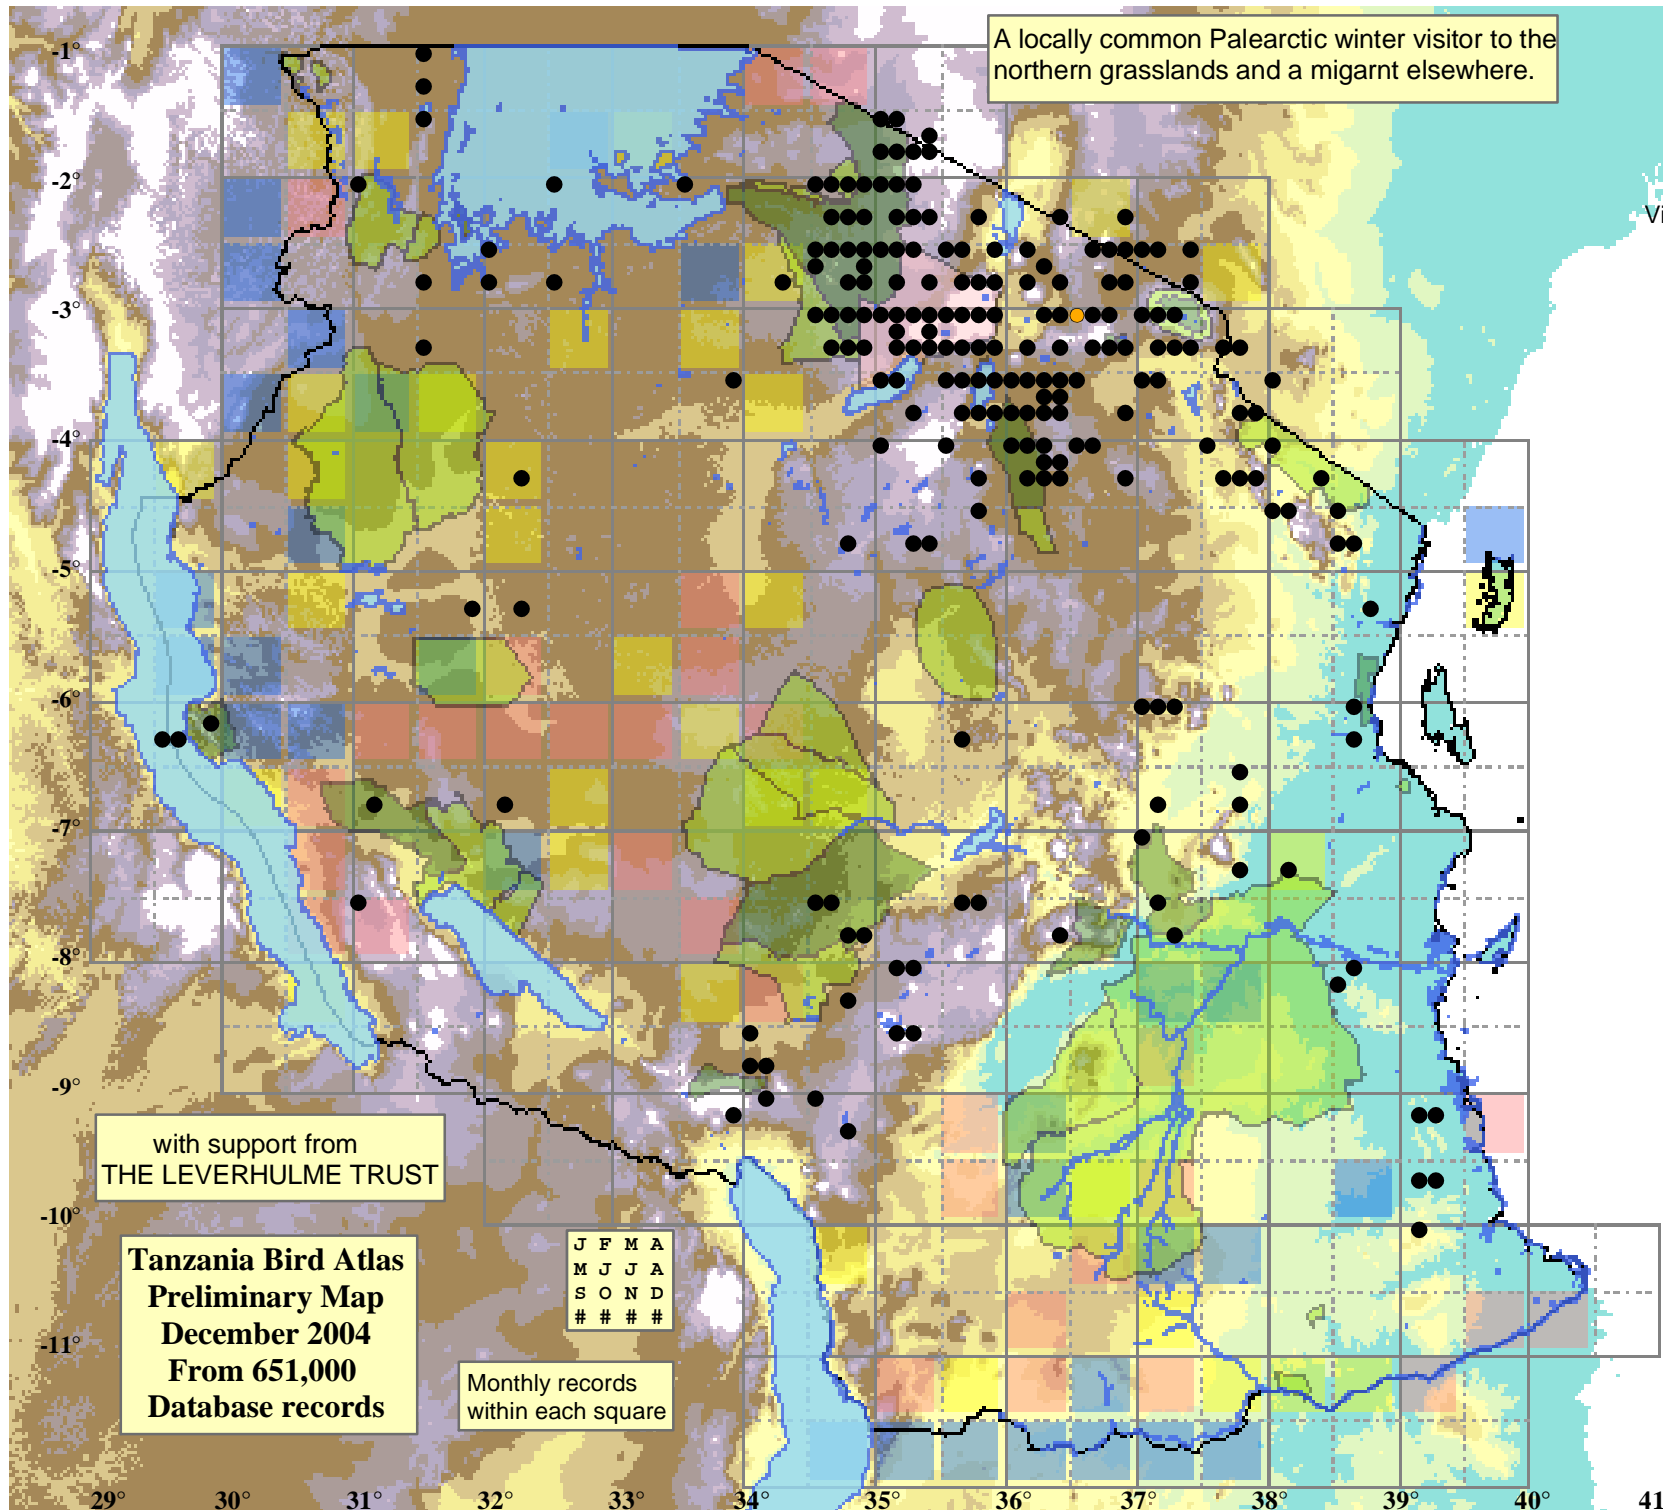 A locally common Palearctic winter visitor to the
northern grasslands and a migarnt elsewhere.
-1°
-2°
Vi
-3°
-4°
-5°
-6°
-7°
-8°
-9°
with support from
THE LEVERHULME TRUST
-10°
Tanzania Bird Atlas
Preliminary Map
December 2004
From 651,000
Database records
J F M A
M J J A
S O N D
# # # #
-11°
Monthly records
within each square
29° 30° 31° 32° 33° 34° 35° 36° 37° 38° 39° 40° 41